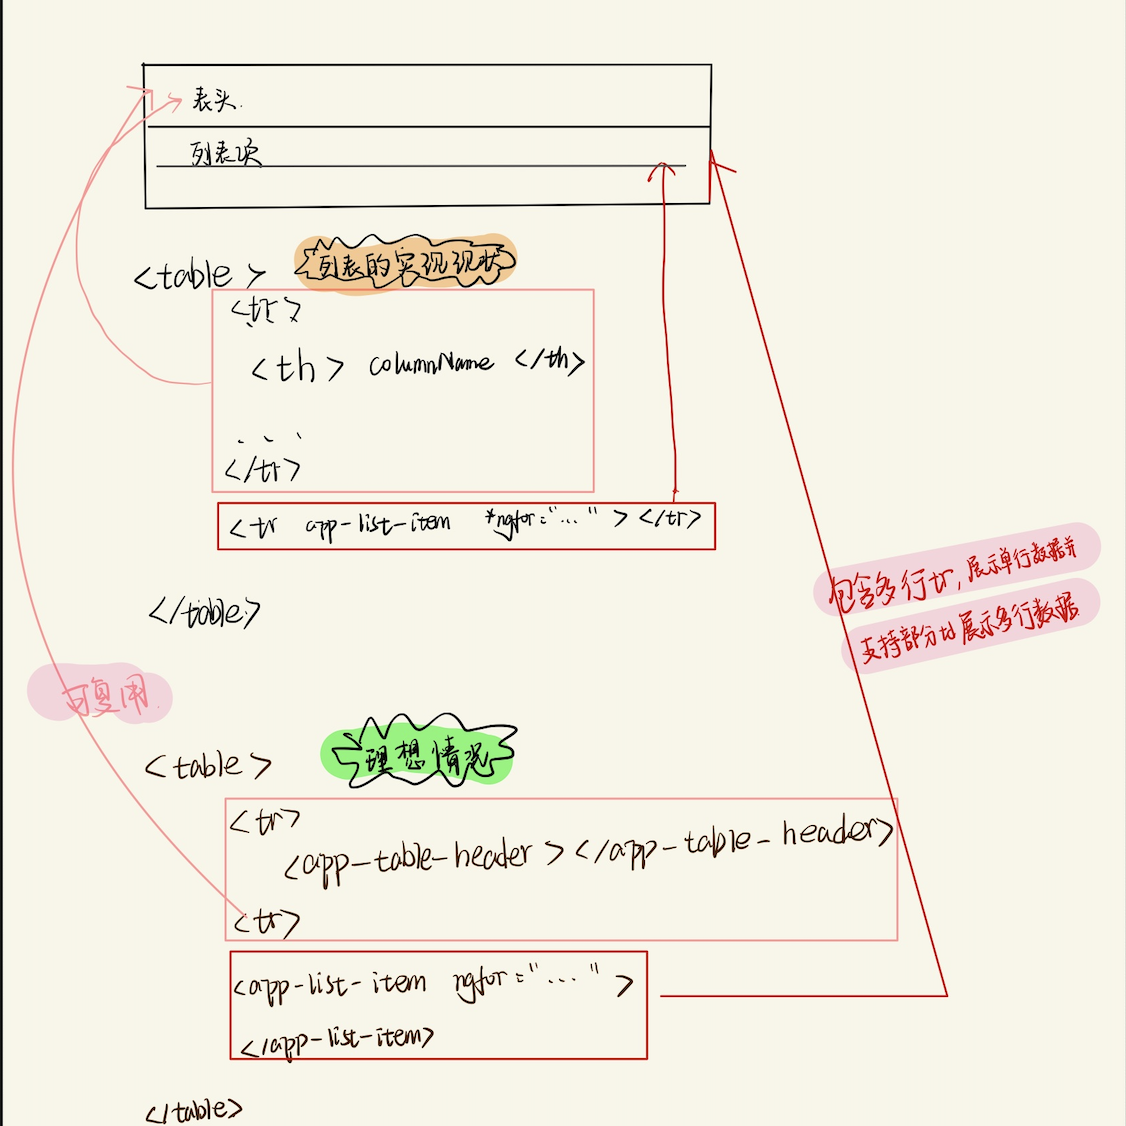 表头.
列表项
列表的实现现状
<table>
<tr>
<th> columnName </th>
...
</tr>
<tr app-list-item *ngfor="..." ></tr>
</table>
包含多行tr, 展示单行数据并
支持部分td展示多行数据
可复用.
理想情况
<table>
<tr>
<app-table-header></app-table-header>
<tr>
<app-list-item ngfor="..." >
</app-list-item>
</table>